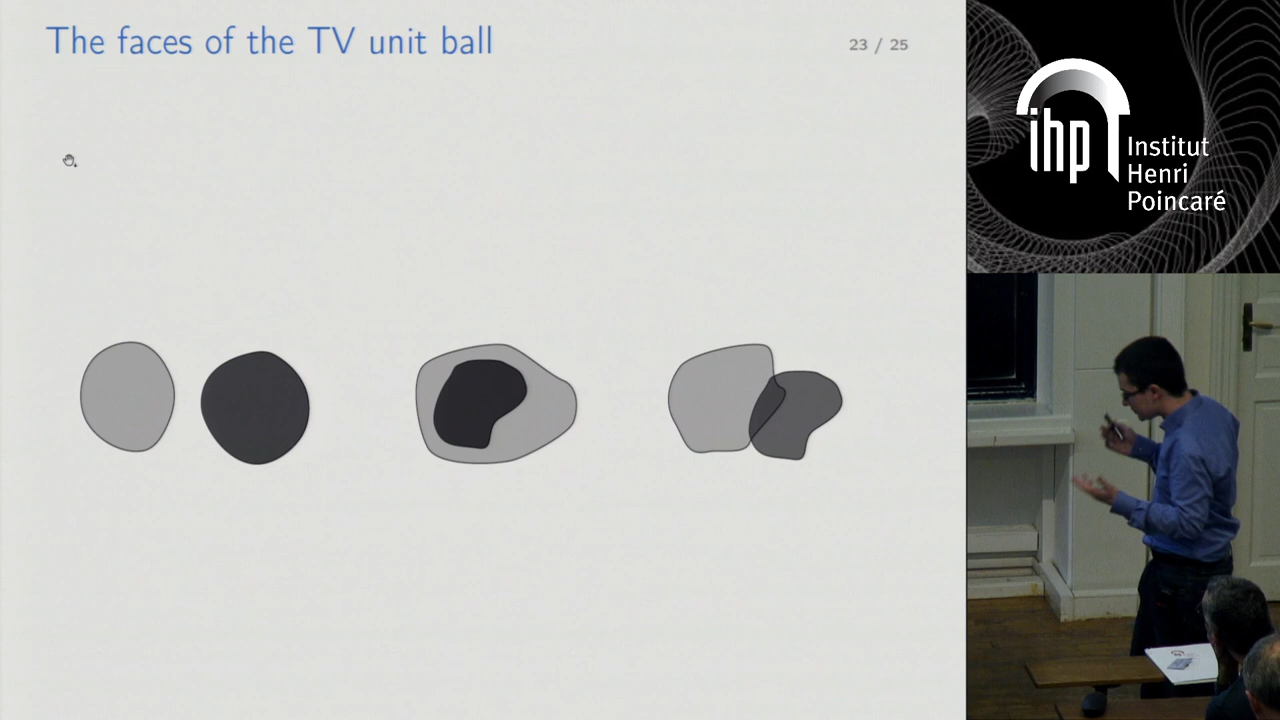 The faces of the TV unit ball
23 / 25
ihp
Institut
Henri
Poincaré